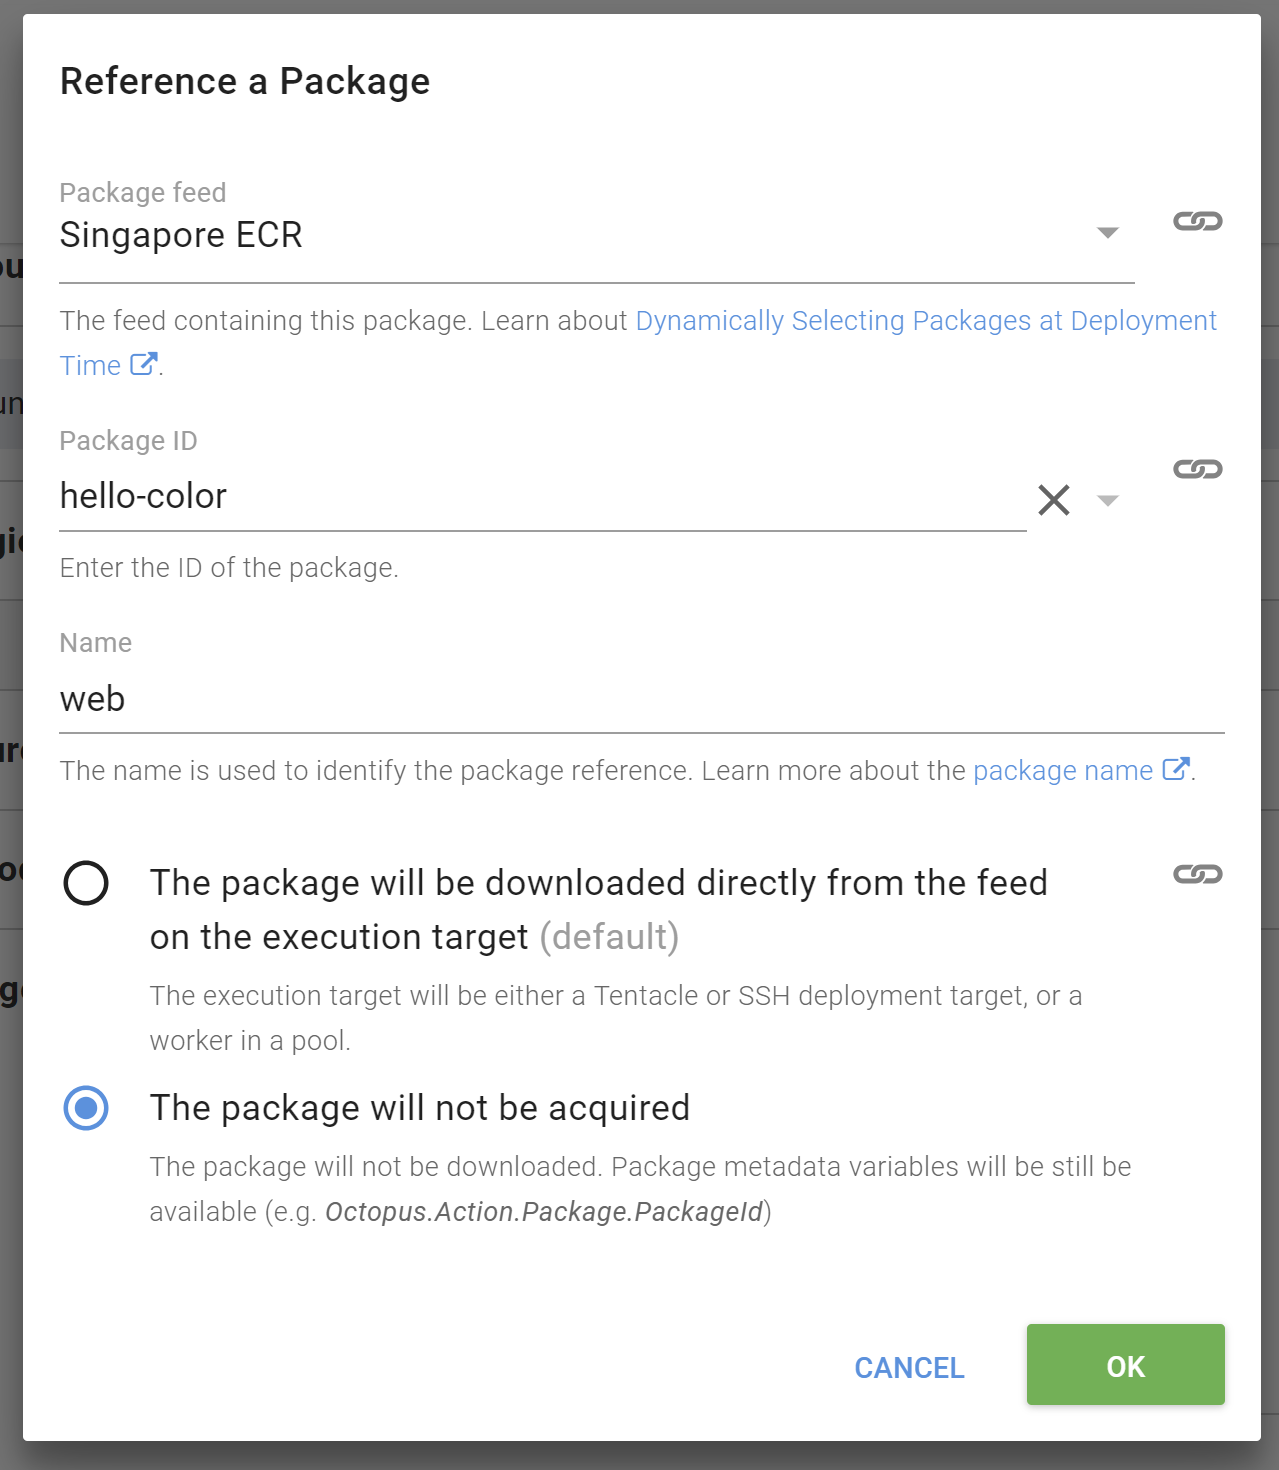 Reference a Package
Package feed
Singapore ECR
The feed containing this package. Learn about Dynamically Selecting Packages at Deployment
Time.
Package ID
hello-color
Enter the ID of the package.
Name
web
The name is used to identify the package reference. Learn more about the package name.
The package will be downloaded directly from the feed
on the execution target (default)
The execution target will be either a Tentacle or SSH deployment target, or a
worker in a pool.
The package will not be acquired
The package will not be downloaded. Package metadata variables will be still be
available (e.g. Octopus.Action.Package.PackageId)
CANCEL
OK